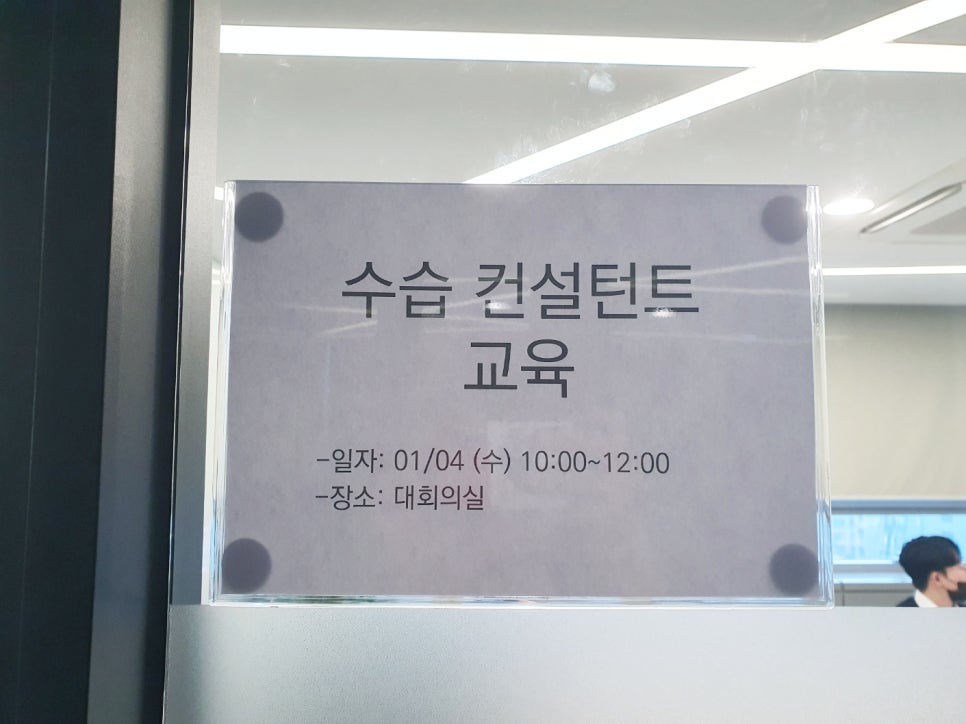 수습 컨설턴트
교육
-일자: 01/04 (수) 10:00~12:00
-장소: 대회의실